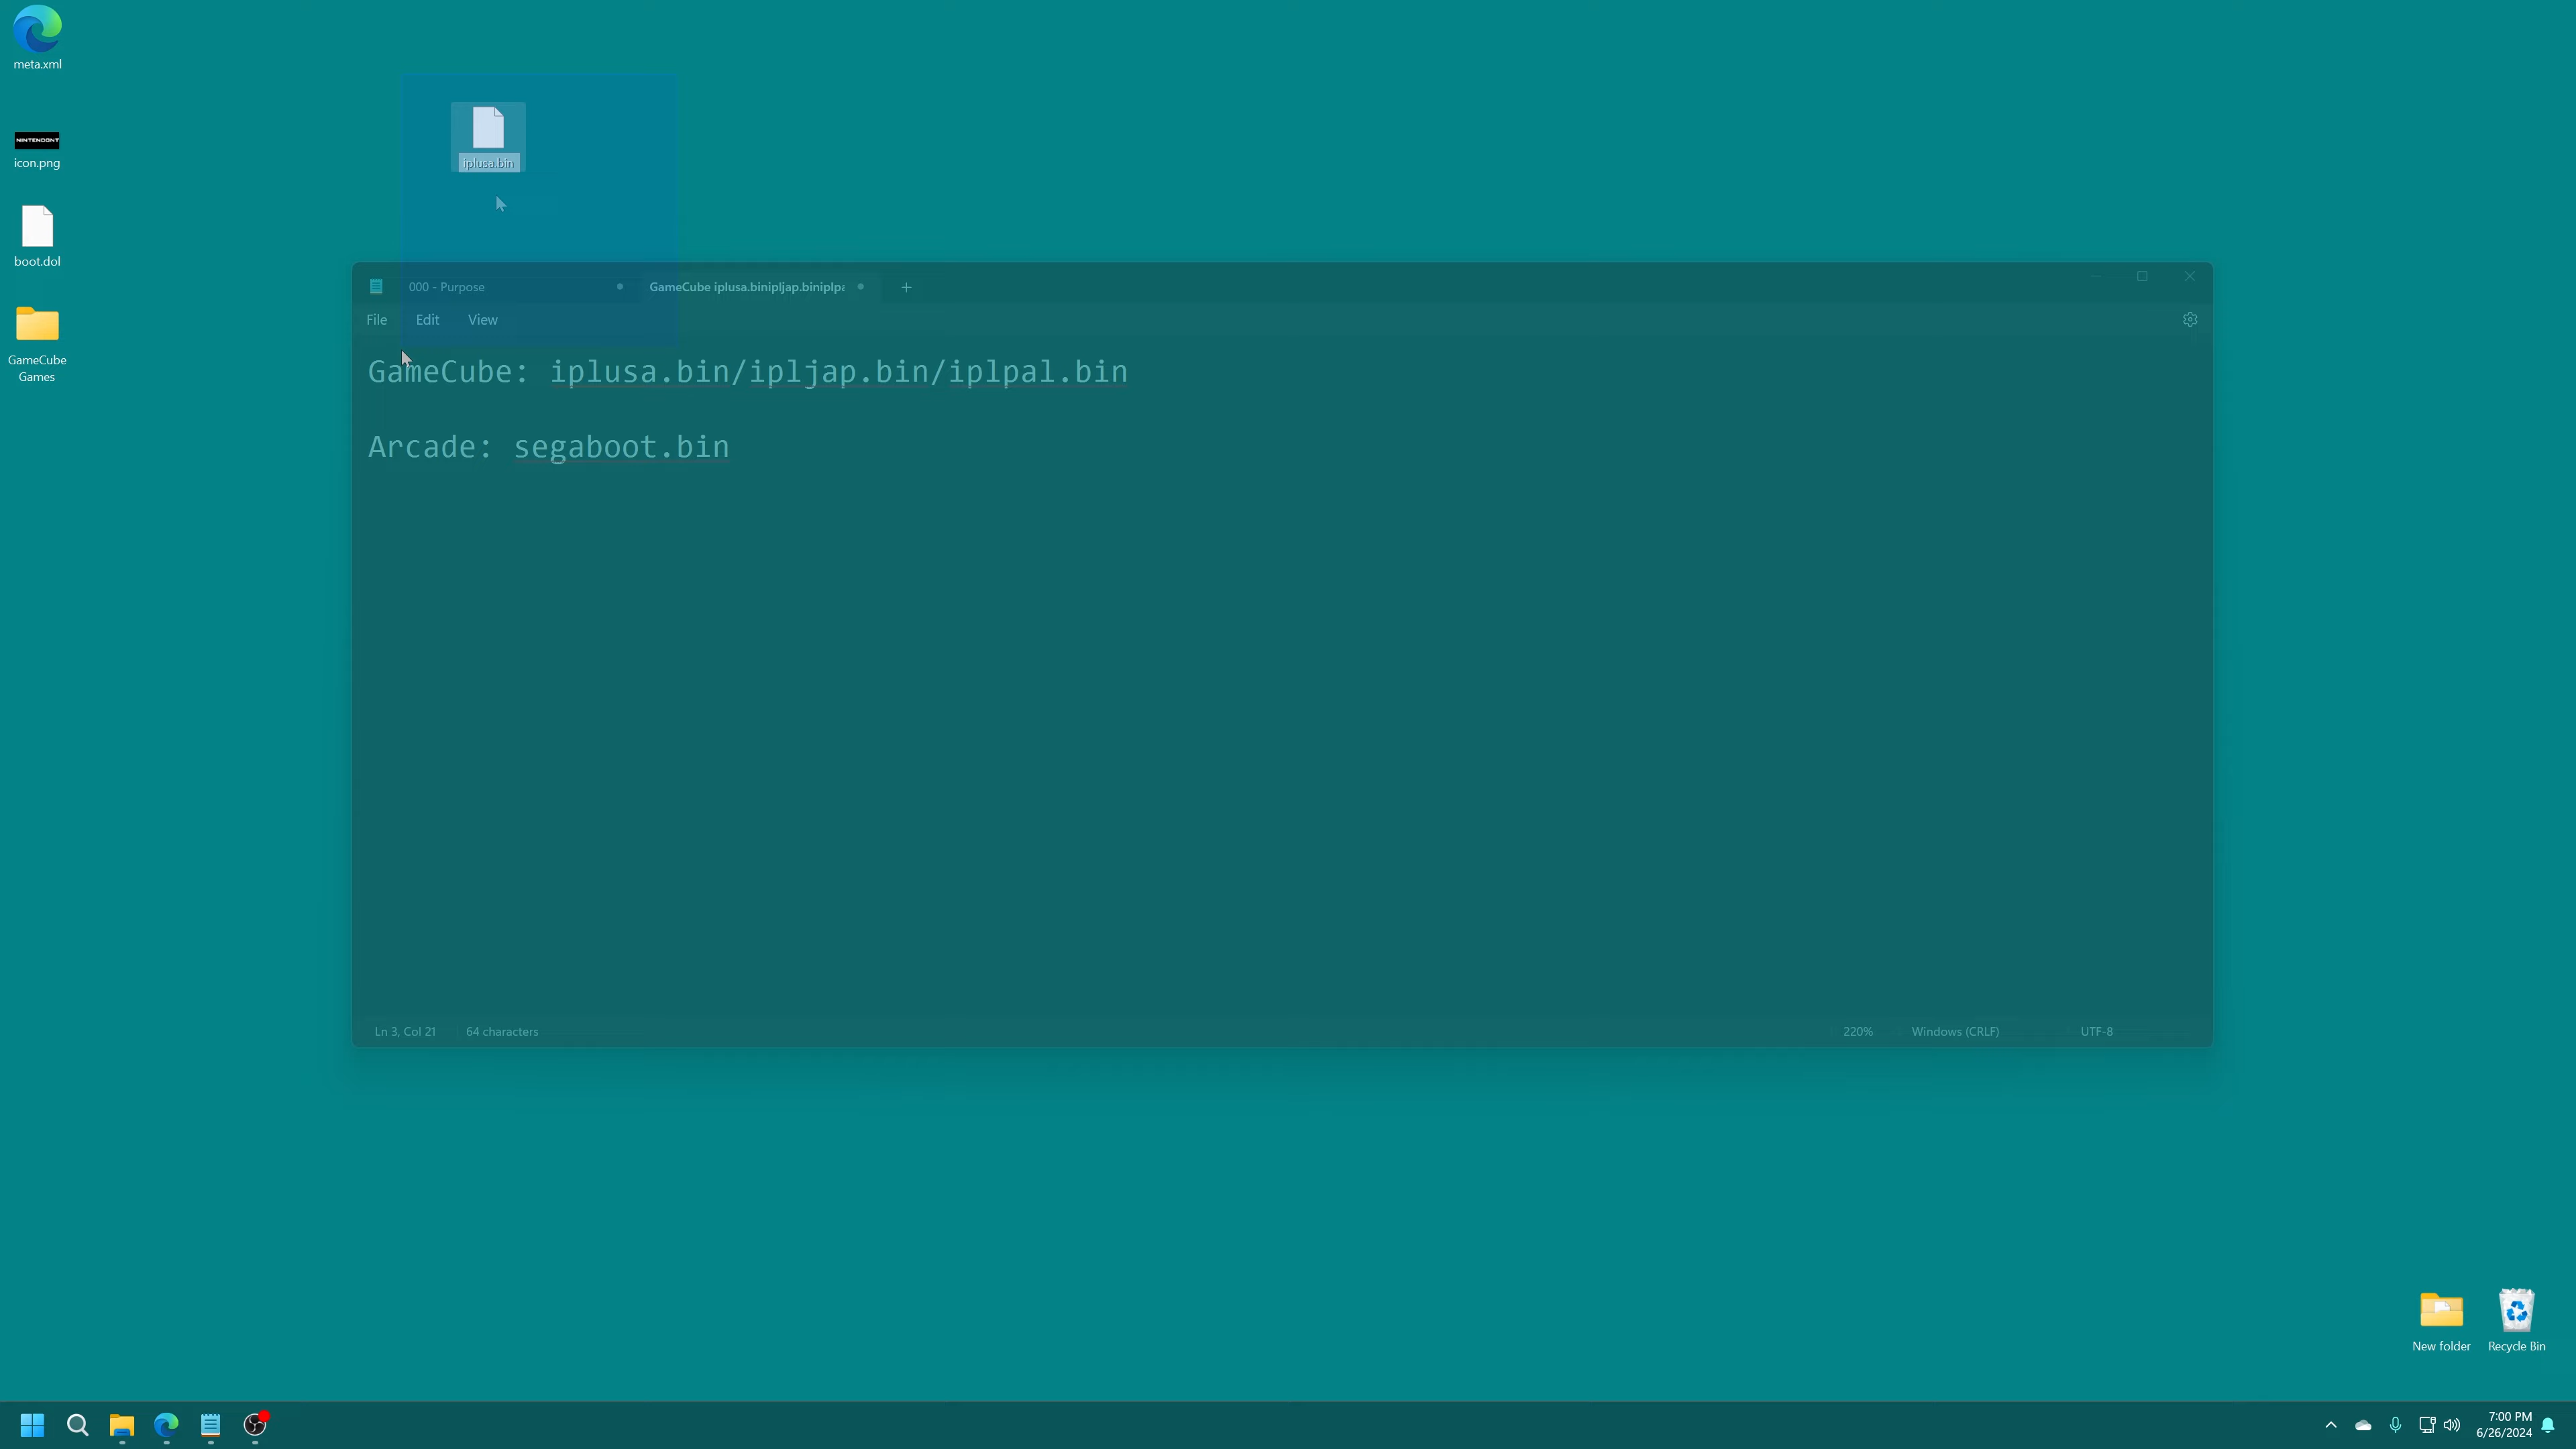 meta.xml
NINTENDONT
icon.png
boot.dol
GameCube
Games
iplusa.bin
000 - Purpose
GameCube iplusa.binipljap.biniplpa
File
Edit
View
GameCube: iplusa.bin/ipljap.bin/iplpal.bin
Arcade: segaboot.bin
Ln 3, Col 21
64 characters
220%
Windows (CRLF)
UTF-8
New folder
Recycle Bin
7:00 PM
6/26/2024